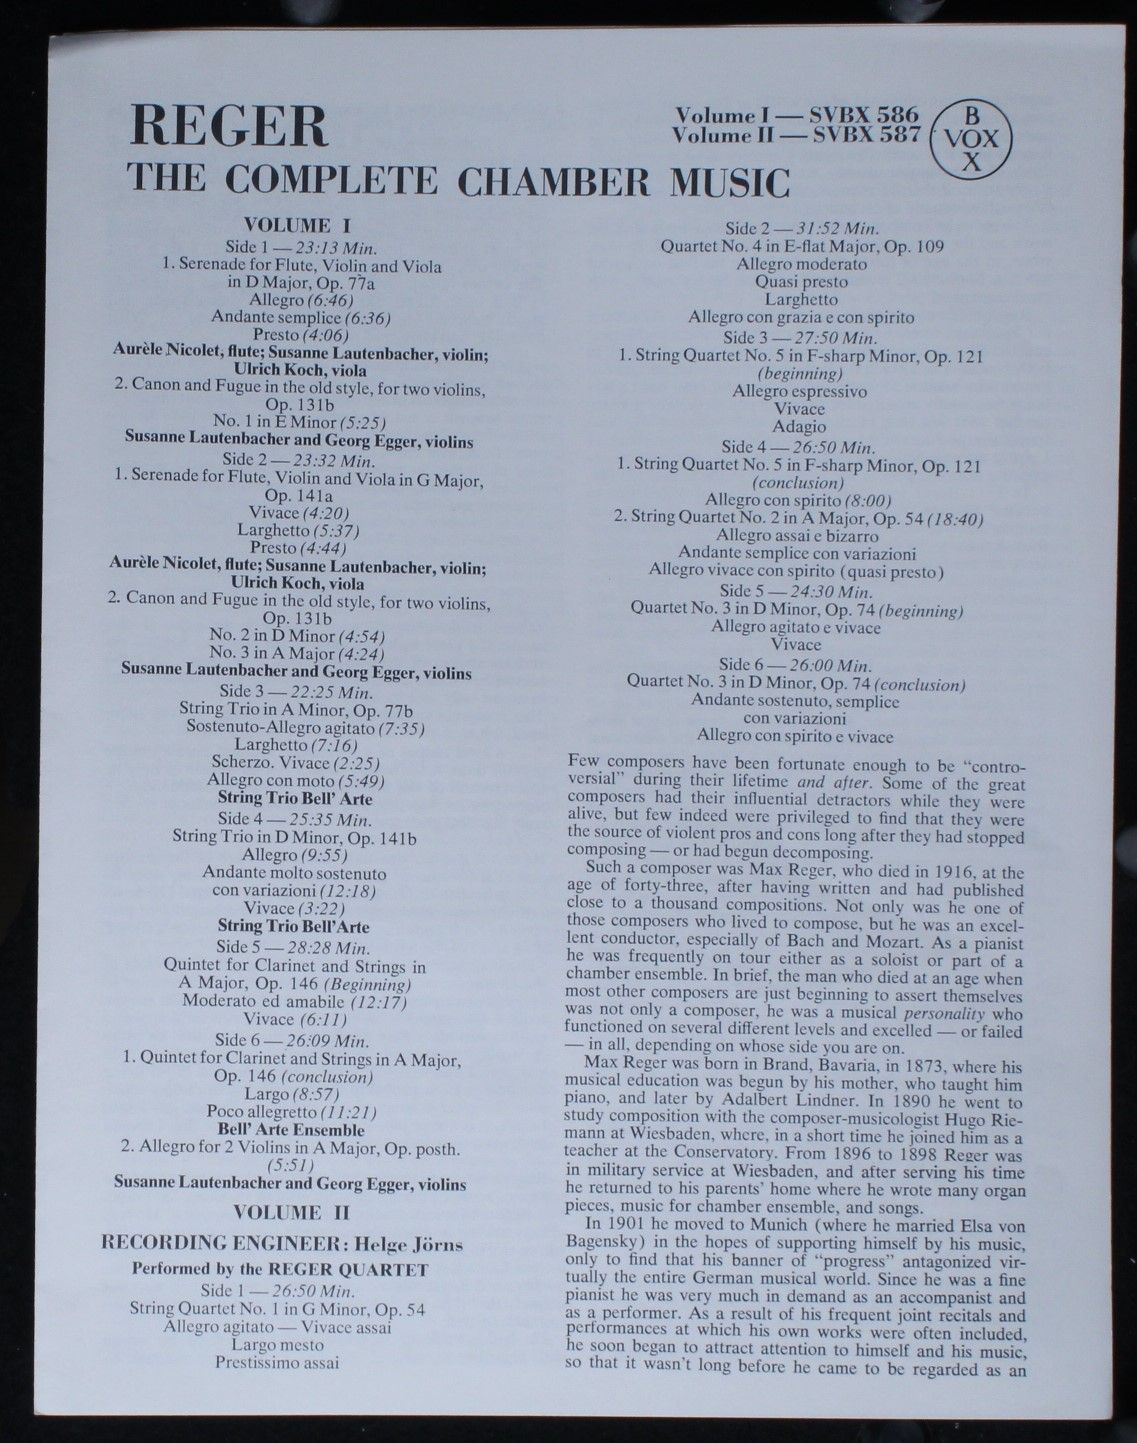 REGER
THE COMPLETE CHAMBER MUSIC
Volume I — SVBX 586
Volume II — SVBX 587
B
VOX
X
VOLUME I
Side 1 — 23:13 Min.
1. Serenade for Flute, Violin and Viola
in D Major, Op. 77a
Allegro (6:46)
Andante semplice (6:36)
Presto (4:06)
Aurèle Nicolet, flute; Susanne Lautenbacher, violin;
Ulrich Koch, viola
2. Canon and Fugue in the old style, for two violins,
Op. 131b
No. 1 in E Minor (5:25)
Susanne Lautenbacher and Georg Egger, violins
Side 2 — 23:32 Min.
1. Serenade for Flute, Violin and Viola in G Major,
Op. 141a
Vivace (4:20)
Larghetto (5:37)
Presto (4:44)
Aurèle Nicolet, flute; Susanne Lautenbacher, violin;
Ulrich Koch, viola
2. Canon and Fugue in the old style, for two violins,
Op. 131b
No. 2 in D Minor (4:54)
No. 3 in A Major (4:24)
Susanne Lautenbacher and Georg Egger, violins
Side 3 — 22:25 Min.
String Trio in A Minor, Op. 77b
Sostenuto-Allegro agitato (7:35)
Larghetto (7:16)
Scherzo. Vivace (2:25)
Allegro con moto (5:49)
String Trio Bell' Arte
Side 4 — 25:35 Min.
String Trio in D Minor, Op. 141b
Allegro (9:55)
Andante molto sostenuto
con variazioni (12:18)
Vivace (3:22)
String Trio Bell'Arte
Side 5 — 28:28 Min.
Quintet for Clarinet and Strings in
A Major, Op. 146 (Beginning)
Moderato ed amabile (12:17)
Vivace (6:11)
Side 6 — 26:09 Min.
1. Quintet for Clarinet and Strings in A Major,
Op. 146 (conclusion)
Largo (8:57)
Poco allegretto (11:21)
Bell' Arte Ensemble
2. Allegro for 2 Violins in A Major, Op. posth.
(5:51)
Susanne Lautenbacher and Georg Egger, violins
VOLUME II
RECORDING ENGINEER: Helge Jörns
Performed by the REGER QUARTET
Side 1 — 26:50 Min.
String Quartet No. 1 in G Minor, Op. 54
Allegro agitato — Vivace assai
Largo mesto
Prestissimo assai
Side 2 — 31:52 Min.
Quartet No. 4 in E-flat Major, Op. 109
Allegro moderato
Quasi presto
Larghetto
Allegro con grazia e con spirito
Side 3 — 27:50 Min.
1. String Quartet No. 5 in F-sharp Minor, Op. 121
(beginning)
Allegro espressivo
Vivace
Adagio
Side 4 — 26:50 Min.
1. String Quartet No. 5 in F-sharp Minor, Op. 121
(conclusion)
Allegro con spirito (8:00)
2. String Quartet No. 2 in A Major, Op. 54 (18:40)
Allegro assai e bizarro
Andante semplice con variazioni
Allegro vivace con spirito (quasi presto)
Side 5 — 24:30 Min.
Quartet No. 3 in D Minor, Op. 74 (beginning)
Allegro agitato e vivace
Vivace
Side 6 — 26:00 Min.
Quartet No. 3 in D Minor, Op. 74 (conclusion)
Andante sostenuto, semplice
con variazioni
Allegro con spirito e vivace
Few composers have been fortunate enough to be “contro-
versial” during their lifetime and after. Some of the great
composers had their influential detractors while they were
alive, but few indeed were privileged to find that they were
the source of violent pros and cons long after they had stopped
composing — or had begun decomposing.
Such a composer was Max Reger, who died in 1916, at the
age of forty-three, after having written and had published
close to a thousand compositions. Not only was he one of
those composers who lived to compose, but he was an excel-
lent conductor, especially of Bach and Mozart. As a pianist
he was frequently on tour either as a soloist or part of a
chamber ensemble. In brief, the man who died at an age when
most other composers are just beginning to assert themselves
was not only a composer, he was a musical personality who
functioned on several different levels and excelled — or failed
— in all, depending on whose side you are on.
Max Reger was born in Brand, Bavaria, in 1873, where his
musical education was begun by his mother, who taught him
piano, and later by Adalbert Lindner. In 1890 he went to
study composition with the composer-musicologist Hugo Rie-
mann at Wiesbaden, where, in a short time he joined him as a
teacher at the Conservatory. From 1896 to 1898 Reger was
in military service at Wiesbaden, and after serving his time
he returned to his parents' home where he wrote many organ
pieces, music for chamber ensemble, and songs.
In 1901 he moved to Munich (where he married Elsa von
Bagensky) in the hopes of supporting himself by his music,
only to find that his banner of “progress” antagonized vir-
tually the entire German musical world. Since he was a fine
pianist he was very much in demand as an accompanist and
as a performer. As a result of his frequent joint recitals and
performances at which his own works were often included,
he soon began to attract attention to himself and his music,
so that it wasn't long before he came to be regarded as an